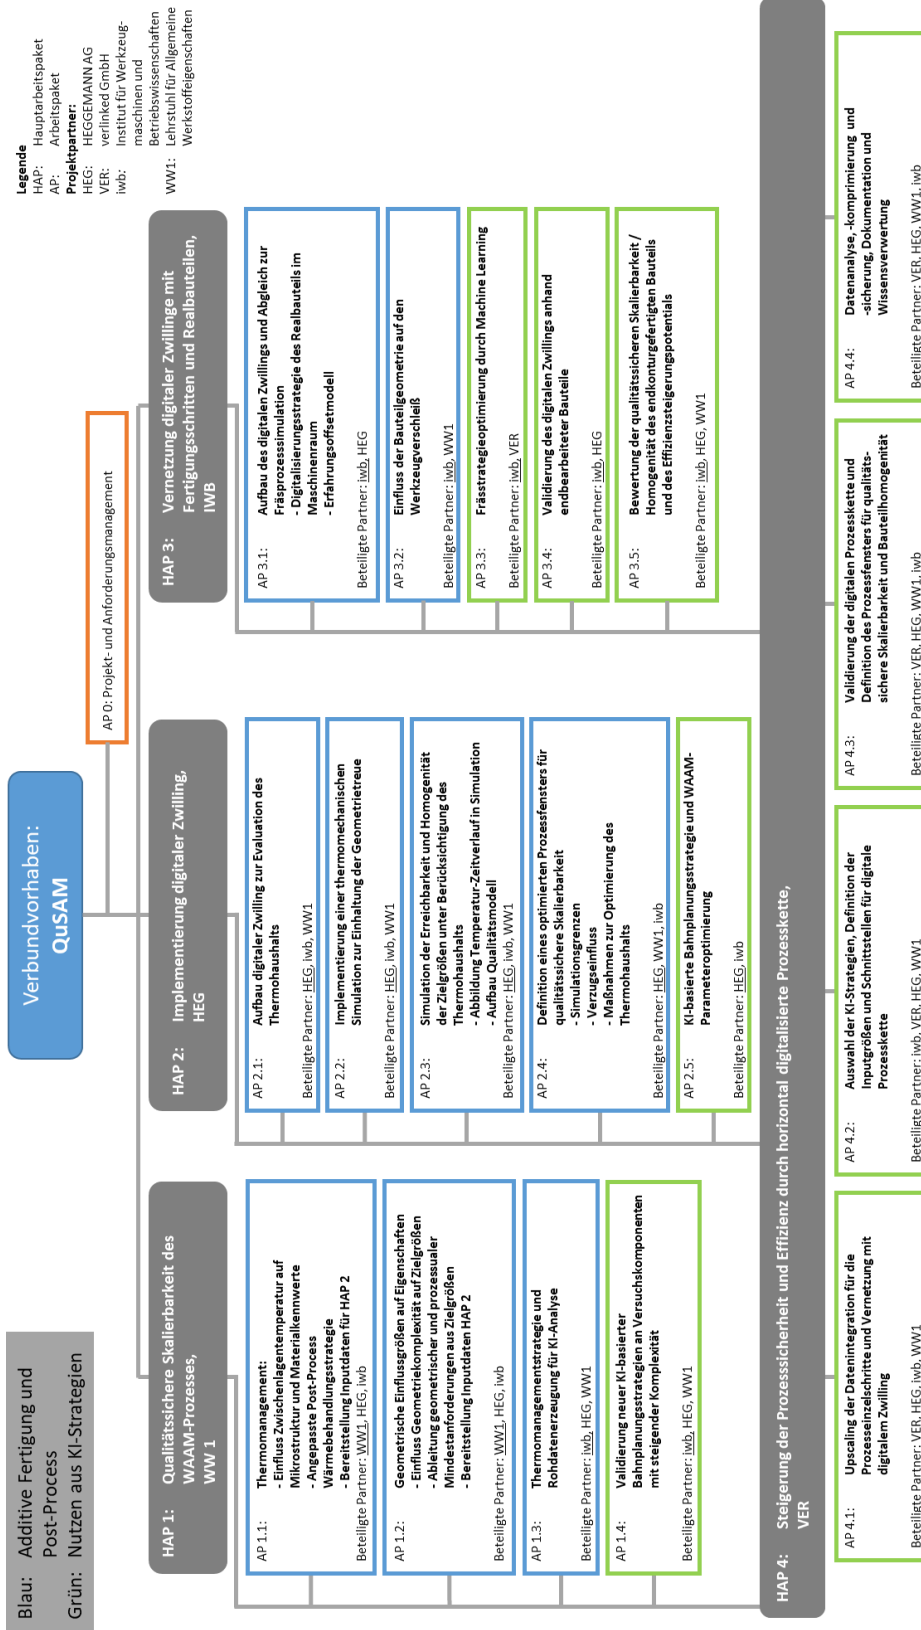 Blau: Additive Fertigung und
Post-Process
Grün: Nutzen aus KI-Strategien
Verbundvorhaben:
QuSAM
Legende
HAP: Hauptarbeitspaket
AP: Arbeitspaket
Projektpartner:
HEG: HEGGEMANN AG
VER: verlinked GmbH
iwb: Institut für Werkzeug-
maschinen und
Betriebswissenschaften
WW1: Lehrstuhl für Allgemeine
Werkstoffeigenschaften
AP 0: Projekt- und Anforderungsmanagement
HAP 1: Qualitätssichere Skalierbarkeit des
WAAM-Prozesses,
WW 1
AP 1.1: Thermomanagement:
- Einfluss Zwischenlagentemperatur auf
Mikrostruktur und Materialkennwerte
- Angepasste Post-Process
Wärmebehandlungsstrategie
- Bereitstellung Inputdaten für HAP 2
Beteiligte Partner: WW1, HEG, iwb
AP 1.2: Geometrische Einflussgrößen auf Eigenschaften
- Einfluss Geometriekomplexität auf Zielgrößen
- Ableitung geometrischer und prozessualer
Mindestanforderungen aus Zielgrößen
- Bereitstellung Inputdaten HAP 2
Beteiligte Partner: WW1, HEG, iwb
AP 1.3: Thermomanagementstrategie und
Rohdatenerzeugung für KI-Analyse
Beteiligte Partner: iwb, HEG, WW1
AP 1.4: Validierung neuer KI-basierter
Bahnplanungsstrategien an Versuchskomponenten
mit steigender Komplexität
Beteiligte Partner: iwb, HEG, WW1
HAP 2: Implementierung digitaler Zwilling,
HEG
AP 2.1: Aufbau digitaler Zwilling zur Evaluation des
Thermohaushalts
Beteiligte Partner: HEG, iwb, WW1
AP 2.2: Implementierung einer thermomechanischen
Simulation zur Einhaltung der Geometrietreue
Beteiligte Partner: HEG, iwb, WW1
AP 2.3: Simulation der Erreichbarkeit und Homogenität
der Zielgrößen unter Berücksichtigung des
Thermohaushalts
- Abbildung Temperatur-Zeitverlauf in Simulation
- Aufbau Qualitätsmodell
Beteiligte Partner: HEG, iwb, WW1
AP 2.4: Definition eines optimierten Prozessfensters für
qualitätssichere Skalierbarkeit
- Simulationsgrenzen
- Verzugseinfluss
- Maßnahmen zur Optimierung des
Thermohaushalts
Beteiligte Partner: HEG, WW1, iwb
AP 2.5: KI-basierte Bahnplanungsstrategie und WAAM-
Parameteroptimierung
Beteiligte Partner: HEG, iwb
HAP 3: Vernetzung digitaler Zwillinge mit
Fertigungsschritten und Realbauteilen,
IWB
AP 3.1: Aufbau des digitalen Zwillings und Abgleich zur
Fräsprozesssimulation
- Digitalisierungsstrategie des Realbauteils im
Maschinenraum
- Erfahrungsoffsetmodell
Beteiligte Partner: iwb, HEG
AP 3.2: Einfluss der Bauteilgeometrie auf den
Werkzeugverschleiß
Beteiligte Partner: iwb, WW1
AP 3.3: Frässtrategieoptimierung durch Machine Learning
Beteiligte Partner: iwb, VER
AP 3.4: Validierung des digitalen Zwillings anhand
endbearbeiteter Bauteile
Beteiligte Partner: iwb, HEG
AP 3.5: Bewertung der qualitätssicheren Skalierbarkeit /
Homogenität des endkonturgefertigten Bauteils
und des Effizienzsteigerungspotentials
Beteiligte Partner: iwb, HEG, WW1
HAP 4: Steigerung der Prozesssicherheit und Effizienz durch horizontal digitalisierte Prozesskette,
VER
AP 4.1: Upscaling der Datenintegration für die
Prozesseinzelschritte und Vernetzung mit
digitalem Zwilling
Beteiligte Partner: VER, HEG, iwb, WW1
AP 4.2: Auswahl der KI-Strategien, Definition der
Inputgrößen und Schnittstellen für digitale
Prozesskette
Beteiligte Partner: iwb, VER, HEG, WW1
AP 4.3: Validierung der digitalen Prozesskette und
Definition des Prozessfensters für qualitäts-
sichere Skalierbarkeit und Bauteilhomogenität
Beteiligte Partner: VER, HEG, WW1, iwb
AP 4.4: Datenanalyse, -komprimierung und
-sicherung, Dokumentation und
Wissensverwertung
Beteiligte Partner: VER, HEG, WW1, iwb